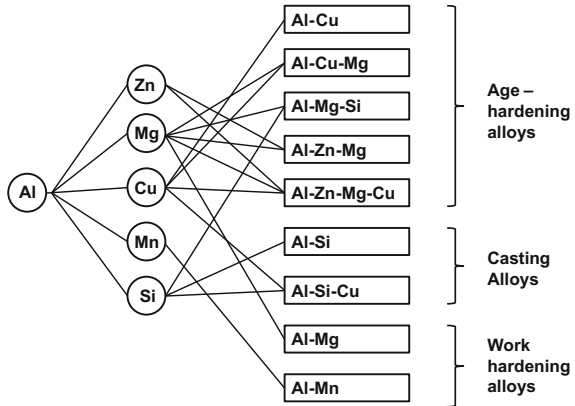 Al
Zn
Mg
Cu
Mn
Si
Al-Cu
Al-Cu-Mg
Al-Mg-Si
Al-Zn-Mg
Al-Zn-Mg-Cu
Al-Si
Al-Si-Cu
Al-Mg
Al-Mn
Age –
hardening
alloys
Casting
Alloys
Work
hardening
alloys